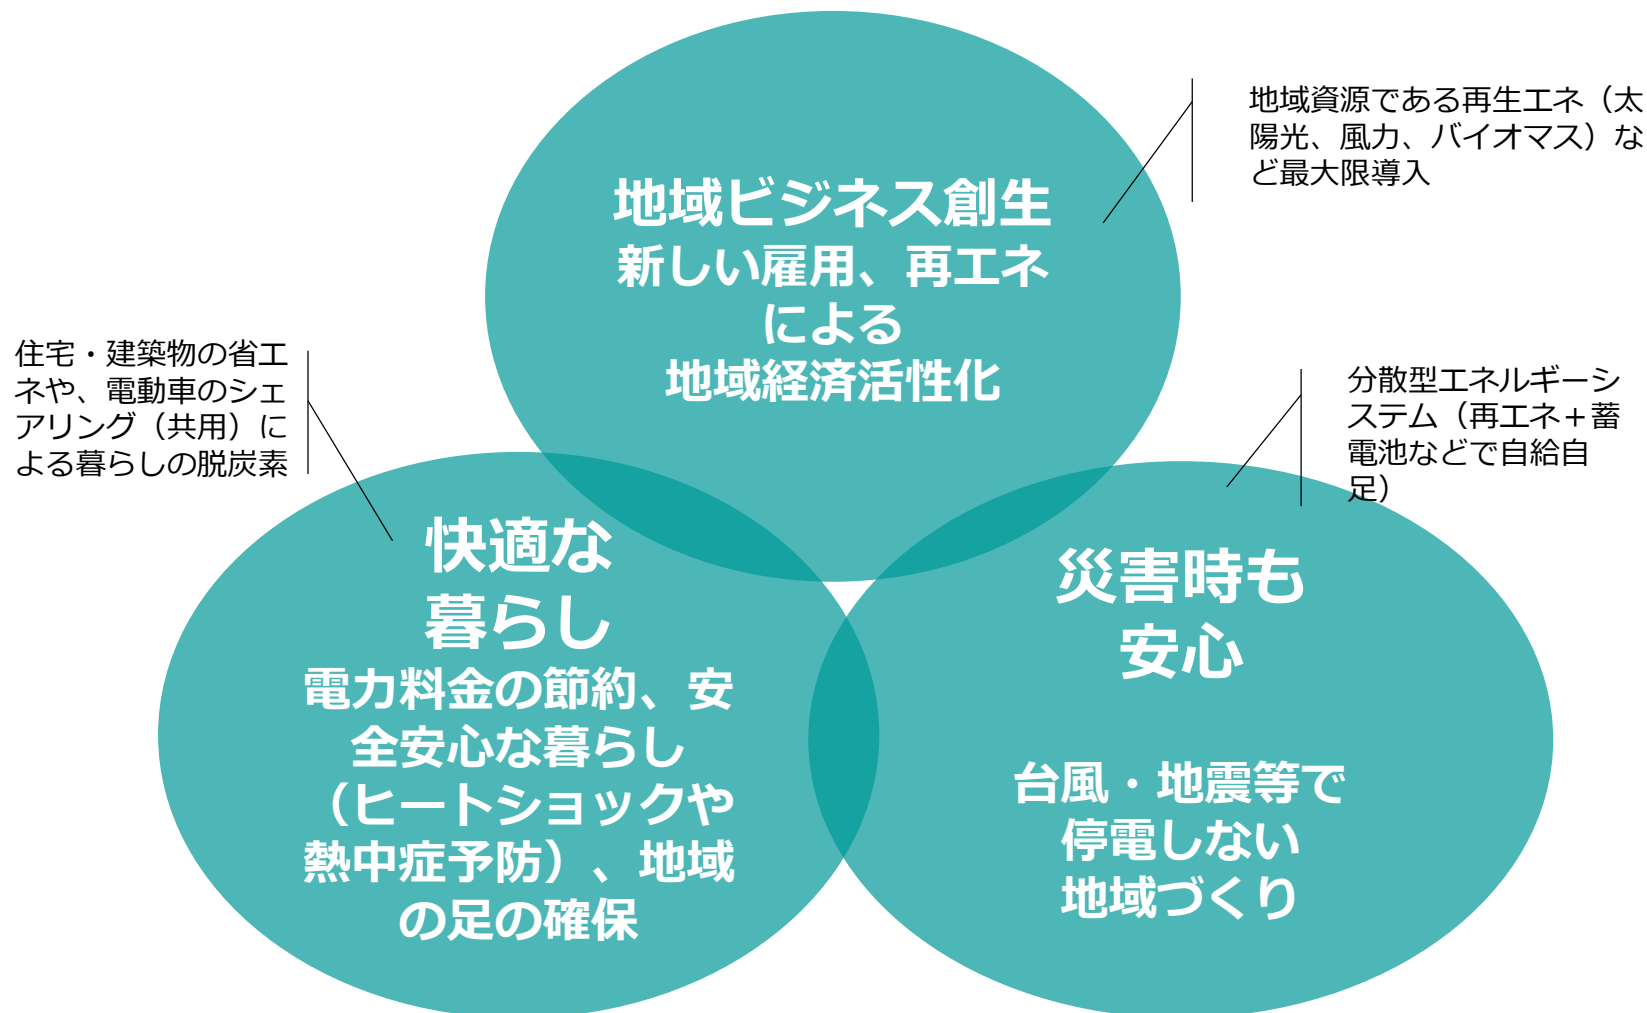 地域資源である再生エネ（太
陽光、風力、バイオマス）な
ど最大限導入
地域ビジネス創生
新しい雇用、再エネ
による
地域経済活性化
住宅・建築物の省エ
ネや、電動車のシェ
アリング（共用）に
よる暮らしの脱炭素
分散型エネルギーシ
ステム（再エネ＋蓄
電池などで自給自
足）
快適な
暮らし
電力料金の節約、安
全安心な暮らし
（ヒートショックや
熱中症予防）、地域
の足の確保
災害時も
安心
台風・地震等で
停電しない
地域づくり